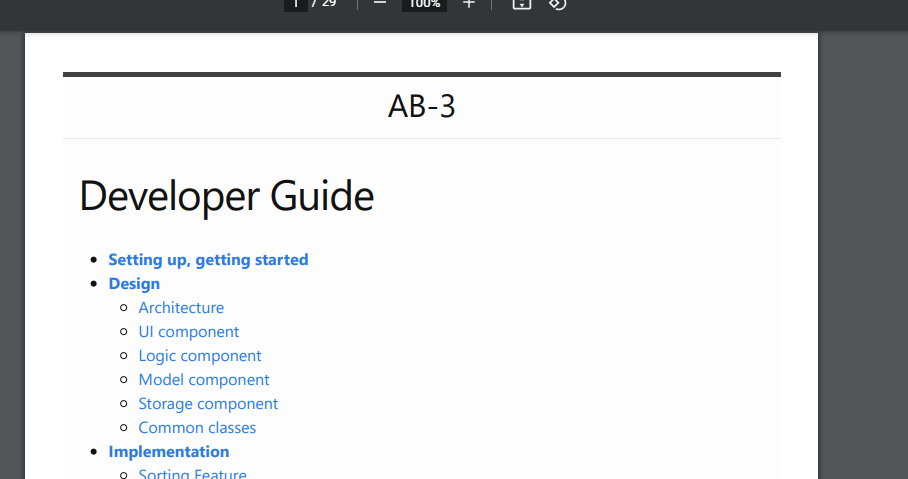 1 / 29 100%
AB-3
Developer Guide
Setting up, getting started
Design
Architecture
UI component
Logic component
Model component
Storage component
Common classes
Implementation
Sorting Feature